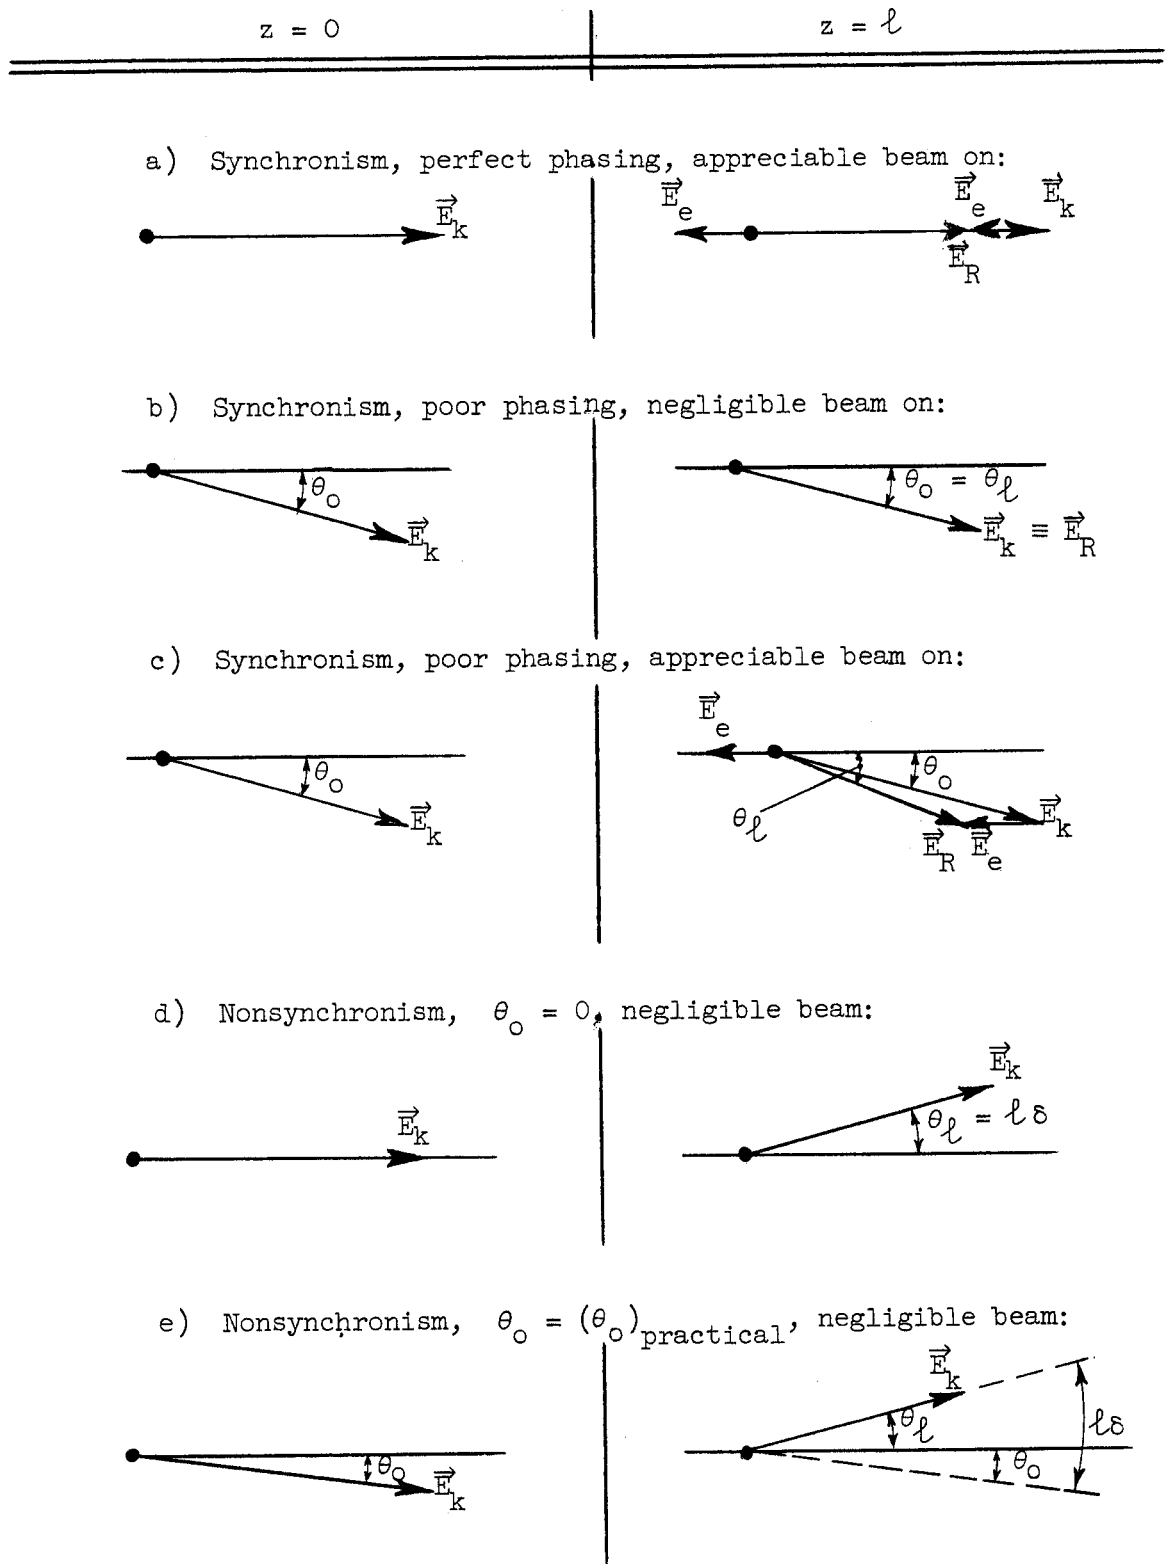 z = 0
z = ℓ
a) Synchronism, perfect phasing, appreciable beam on:
E⃗k
E⃗e
E⃗e
E⃗k
E⃗R
b) Synchronism, poor phasing, negligible beam on:
θo
E⃗k
θo = θℓ
E⃗k ≡ E⃗R
c) Synchronism, poor phasing, appreciable beam on:
θo
E⃗k
E⃗e
θo
θℓ
E⃗k
E⃗R
E⃗e
d) Nonsynchronism, θo = 0, negligible beam:
E⃗k
E⃗k
θℓ = ℓδ
e) Nonsynchronism, θo = (θo)practical, negligible beam:
θo
E⃗k
E⃗k
θℓ
ℓδ
θo